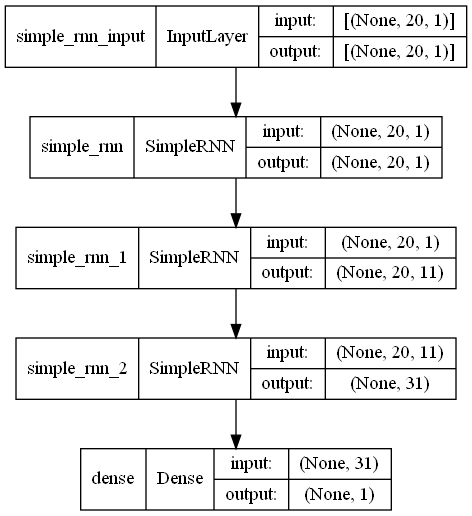 simple_rnn_input InputLayer input: [(None, 20, 1)]
output: [(None, 20, 1)]
simple_rnn SimpleRNN input: (None, 20, 1)
output: (None, 20, 1)
simple_rnn_1 SimpleRNN input: (None, 20, 1)
output: (None, 20, 11)
simple_rnn_2 SimpleRNN input: (None, 20, 11)
output: (None, 31)
dense Dense input: (None, 31)
output: (None, 1)